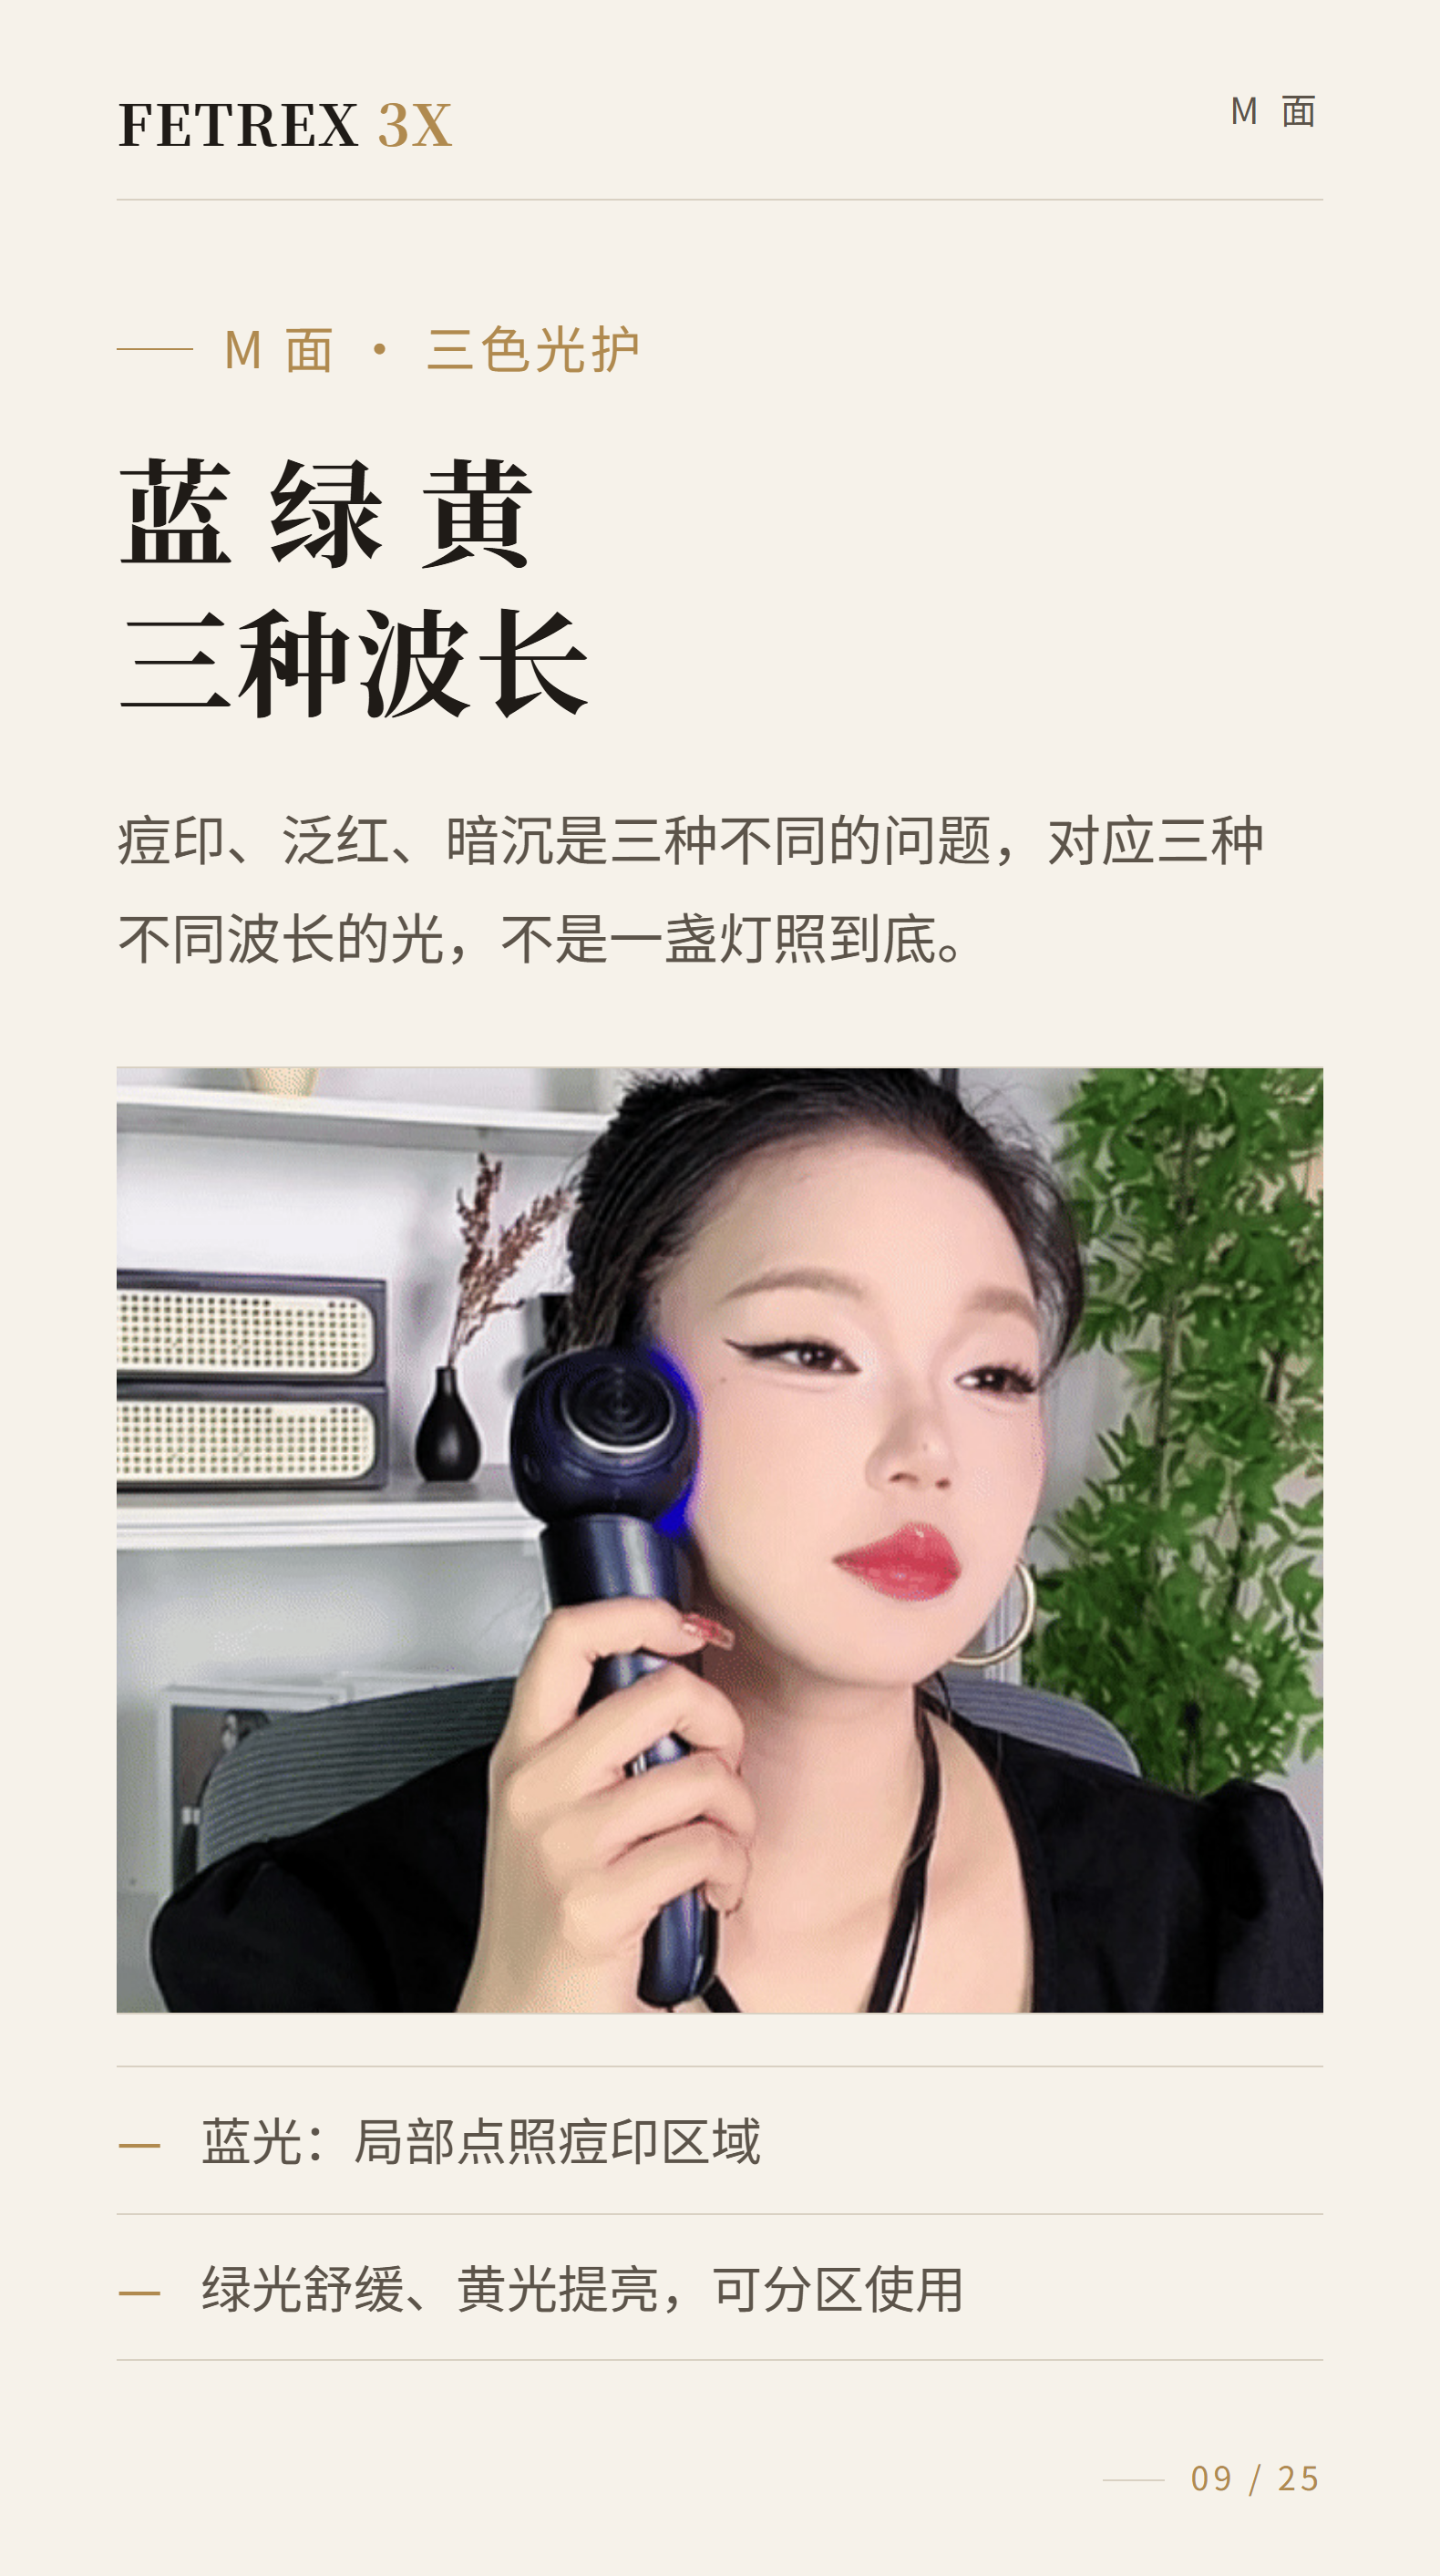 FETREX 3X
M 面
M 面 · 三色光护
蓝 绿 黄
三种波长
痘印、泛红、暗沉是三种不同的问题，对应三种
不同波长的光，不是一盏灯照到底。
— 蓝光：局部点照痘印区域
— 绿光舒缓、黄光提亮，可分区使用
09 / 25